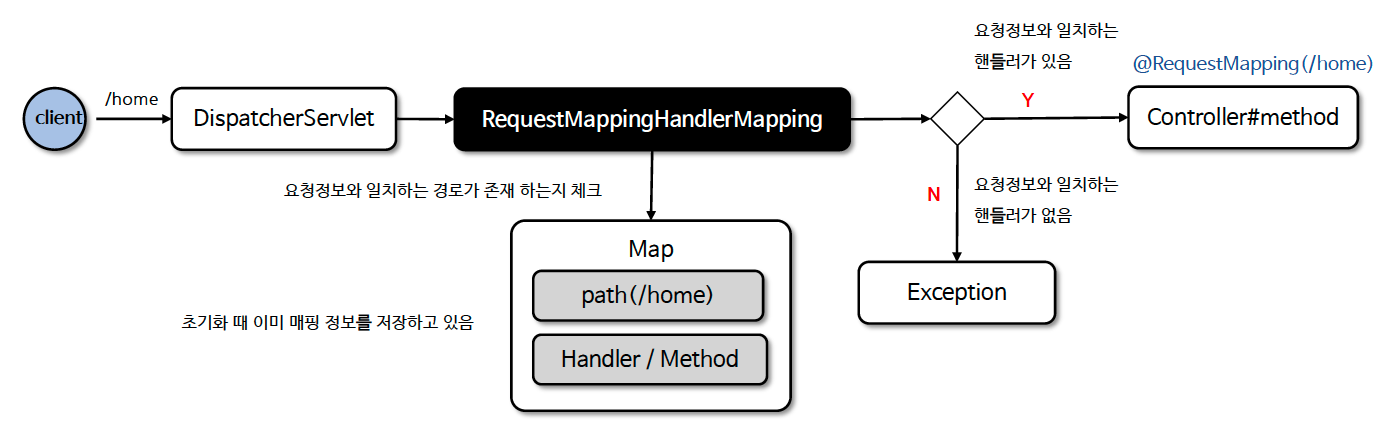 요청정보와 일치하는
핸들러가 있음
@RequestMapping(/home)
client
/home
DispatcherServlet
RequestMappingHandlerMapping
Y
Controller#method
요청정보와 일치하는 경로가 존재 하는지 체크
N
요청정보와 일치하는
핸들러가 없음
Map
path(/home)
Handler / Method
초기화 때 이미 매핑 정보를 저장하고 있음
Exception